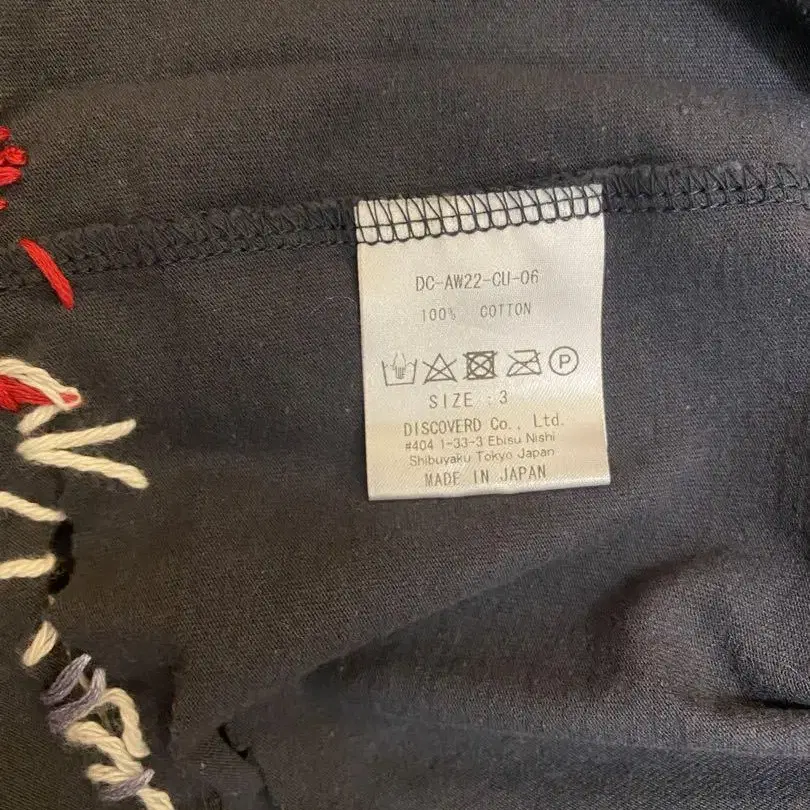 DC-AW22-CU-06
100% COTTON
P
SIZE : 3
DISCOVERD Co., Ltd.
#404 1-33-3 Ebisu Nishi
Shibuyaku Tokyo Japan
MADE IN JAPAN